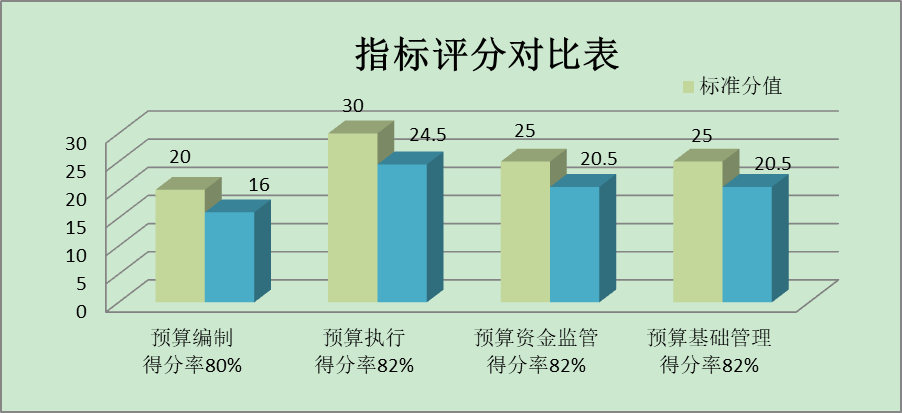 指标评分对比表
标准分值
30
25
20
15
10
5
0
20
16
30
24.5
25
20.5
25
20.5
预算编制
得分率80%
预算执行
得分率82%
预算资金监管
得分率82%
预算基础管理
得分率82%